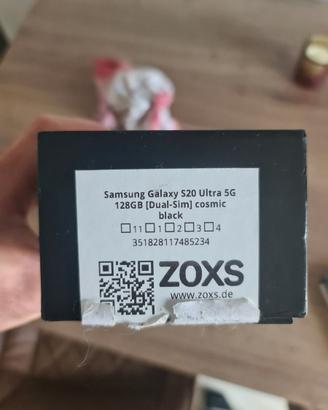 Samsung Galaxy S20 Ultra 5G
128GB [Dual-Sim] cosmic
black
☐11☐1☐2☐3☐4
351828117485234
ZOXS
www.zoxs.de